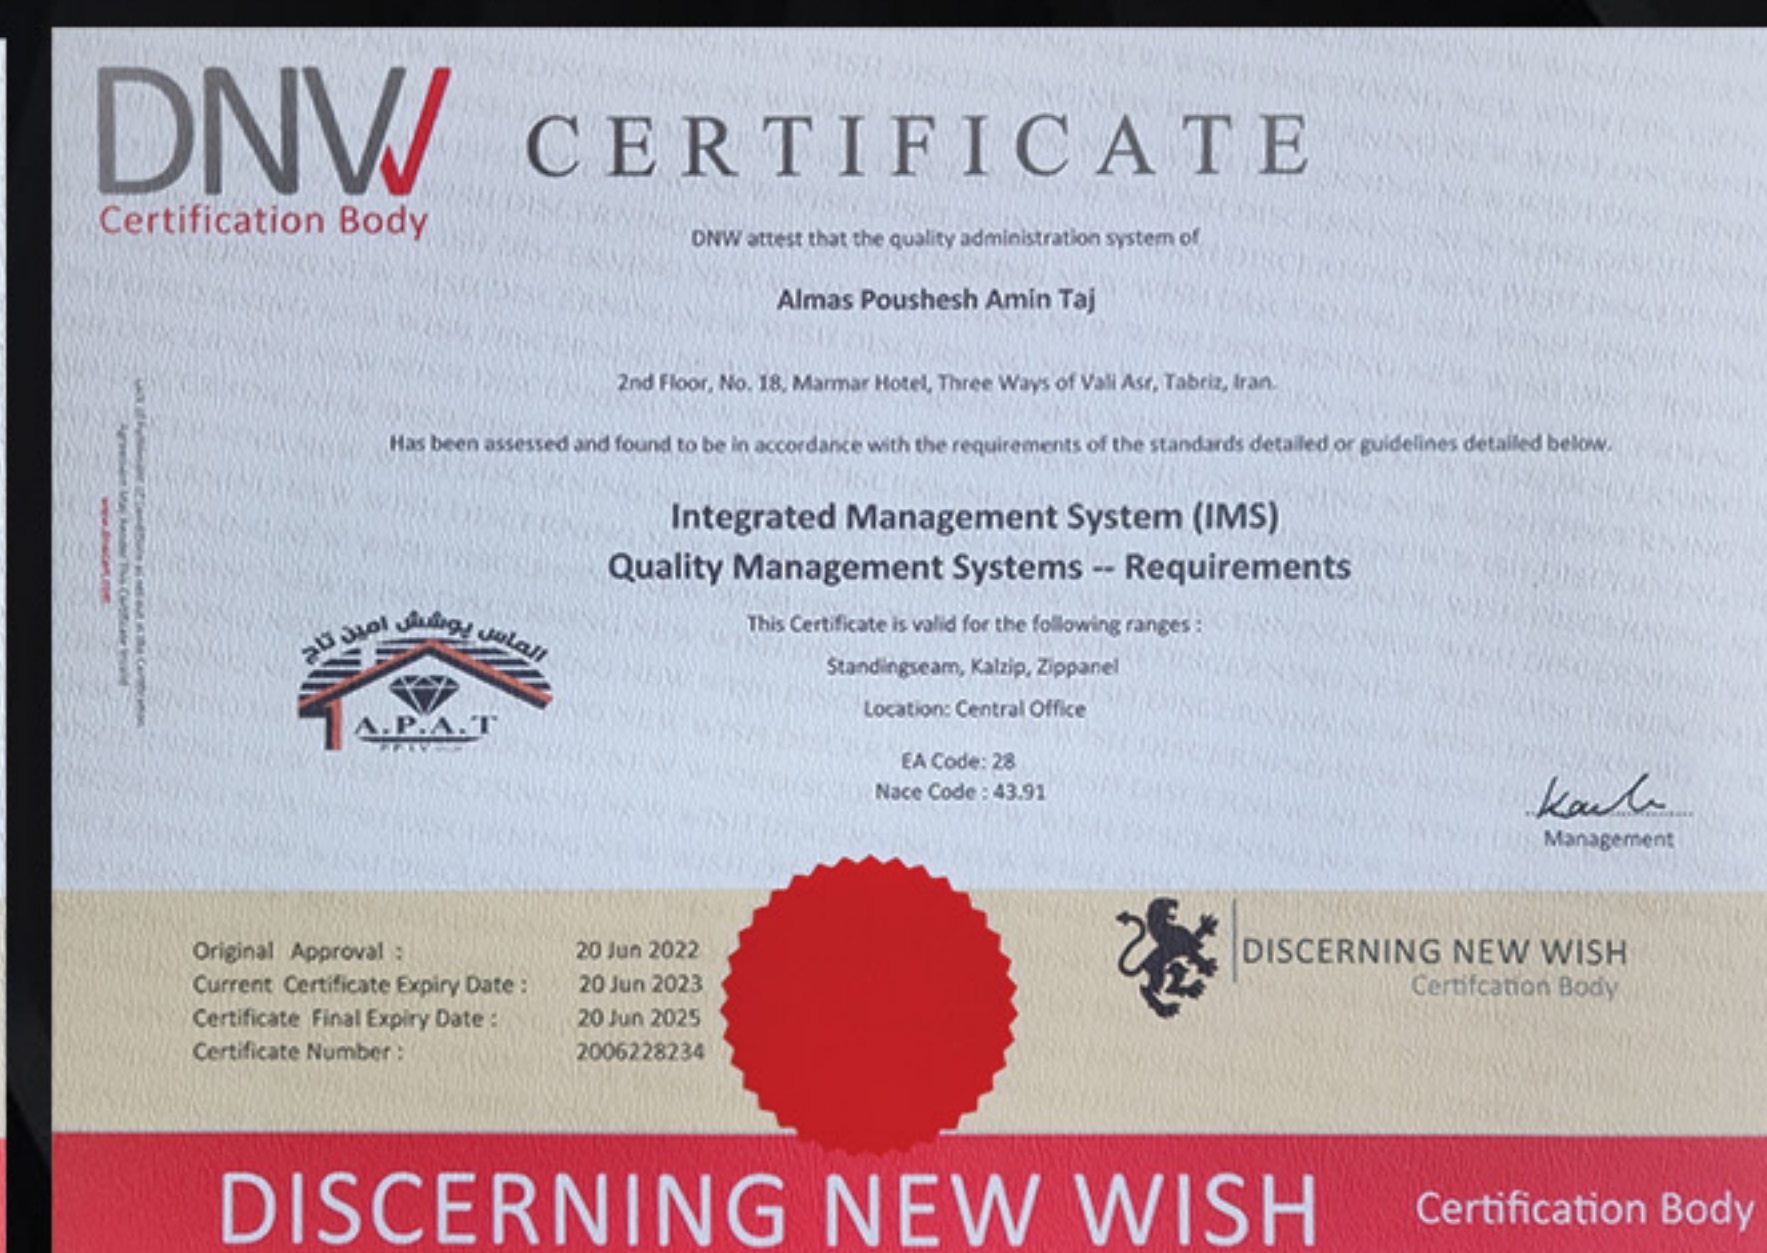 DNW
Certification Body
CERTIFICATE
DNW attest that the quality administration system of
Almas Poushesh Amin Taj
2nd Floor, No. 18, Marmar Hotel, Three Ways of Vali Asr, Tabriz, Iran.
Has been assessed and found to be in accordance with the requirements of the standards detailed or guidelines detailed below.
Integrated Management System (IMS)
Quality Management Systems -- Requirements
This Certificate is valid for the following ranges :
Standingseam, Kalzip, Zippanel
Location: Central Office
EA Code: 28
Nace Code : 43.91
الماس پوشش امین تاج
A.P.A.T
Management
Original Approval : 20 Jun 2022
Current Certificate Expiry Date : 20 Jun 2023
Certificate Final Expiry Date : 20 Jun 2025
Certificate Number : 2006228234
DISCERNING NEW WISH
Certifcation Body
DISCERNING NEW WISH Certification Body